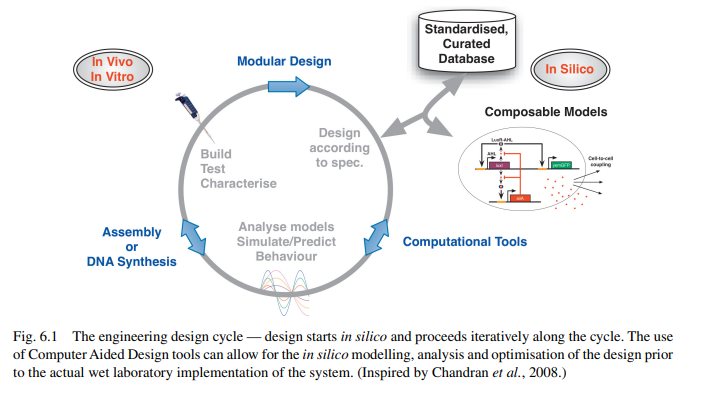 Standardised,
Curated
Database
In Vivo
In Vitro
In Silico
Modular Design
Composable Models
Design
according
to spec.
Build
Test
Characterise
LuxR-AHL
AHL
Cell-to-cell
coupling
Analyse models
Simulate/Predict
Behaviour
Assembly
or
DNA Synthesis
Computational Tools
Fig. 6.1 The engineering design cycle — design starts in silico and proceeds iteratively along the cycle. The use
of Computer Aided Design tools can allow for the in silico modelling, analysis and optimisation of the design prior
to the actual wet laboratory implementation of the system. (Inspired by Chandran et al., 2008.)